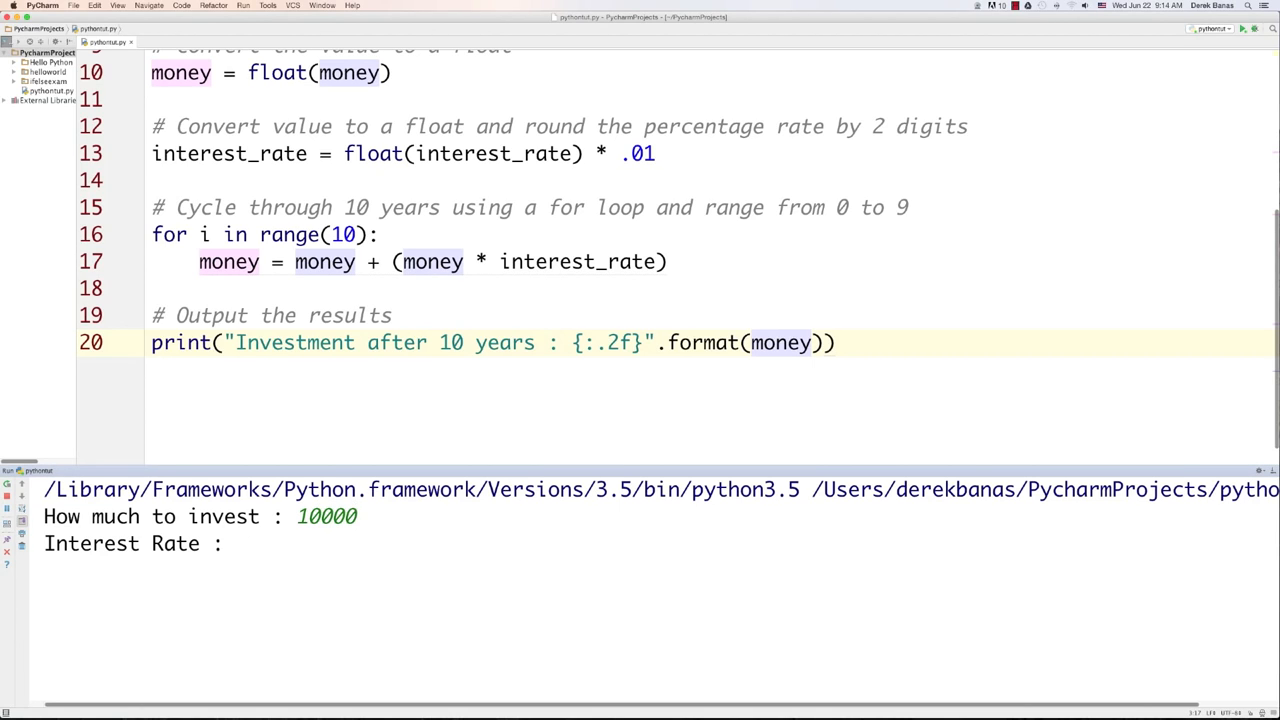 PyCharm File Edit View Navigate Code Refactor Run Tools VCS Window Help 10 Wed Jun 22 9:14 AM Derek Banas
pythontut.py - PycharmProjects - [~/PycharmProjects]
PycharmProjects pythontut.py pythontut
pythontut.py
PycharmProject
Hello Python
helloworld
ifelseexam
pythontut.py
External Librarie
9 # Convert the value to a float
10 money = float(money)
11
12 # Convert value to a float and round the percentage rate by 2 digits
13 interest_rate = float(interest_rate) * .01
14
15 # Cycle through 10 years using a for loop and range from 0 to 9
16 for i in range(10):
17 money = money + (money * interest_rate)
18
19 # Output the results
20 print("Investment after 10 years : {:.2f}".format(money))
Run pythontut
/Library/Frameworks/Python.framework/Versions/3.5/bin/python3.5 /Users/derekbanas/PycharmProjects/pytho
How much to invest : 10000
Interest Rate :
3:17 LF÷ UTF-8÷